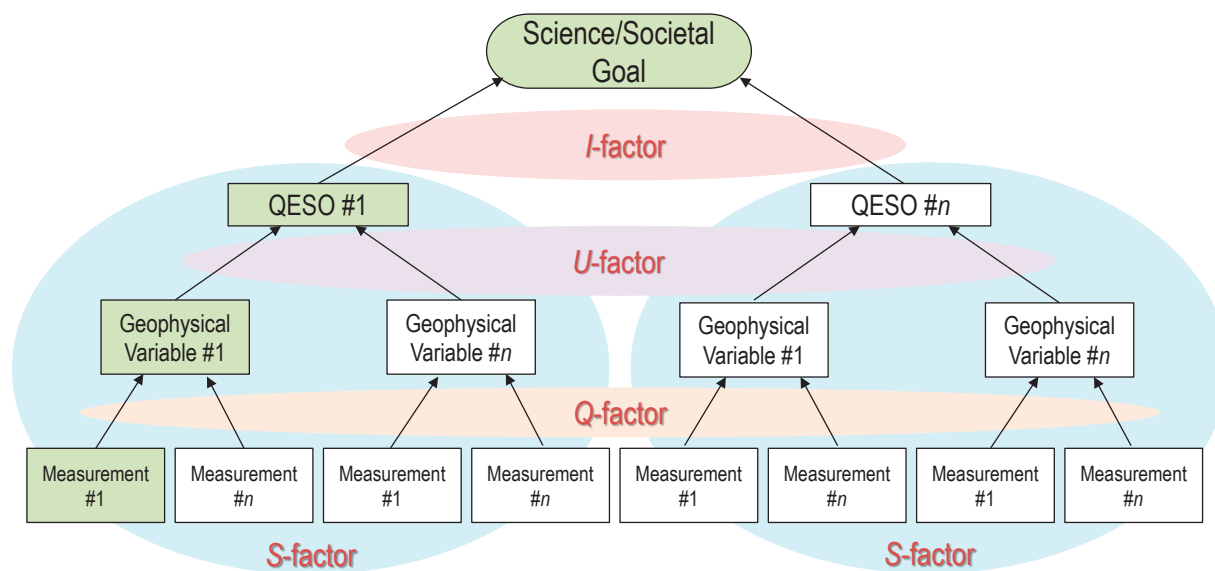 Science/Societal
Goal
I-factor
QESO #1
QESO #n
U-factor
Geophysical
Variable #1
Geophysical
Variable #n
Geophysical
Variable #1
Geophysical
Variable #n
Q-factor
Measurement
#1
Measurement
#n
Measurement
#1
Measurement
#n
Measurement
#1
Measurement
#n
Measurement
#1
Measurement
#n
S-factor
S-factor